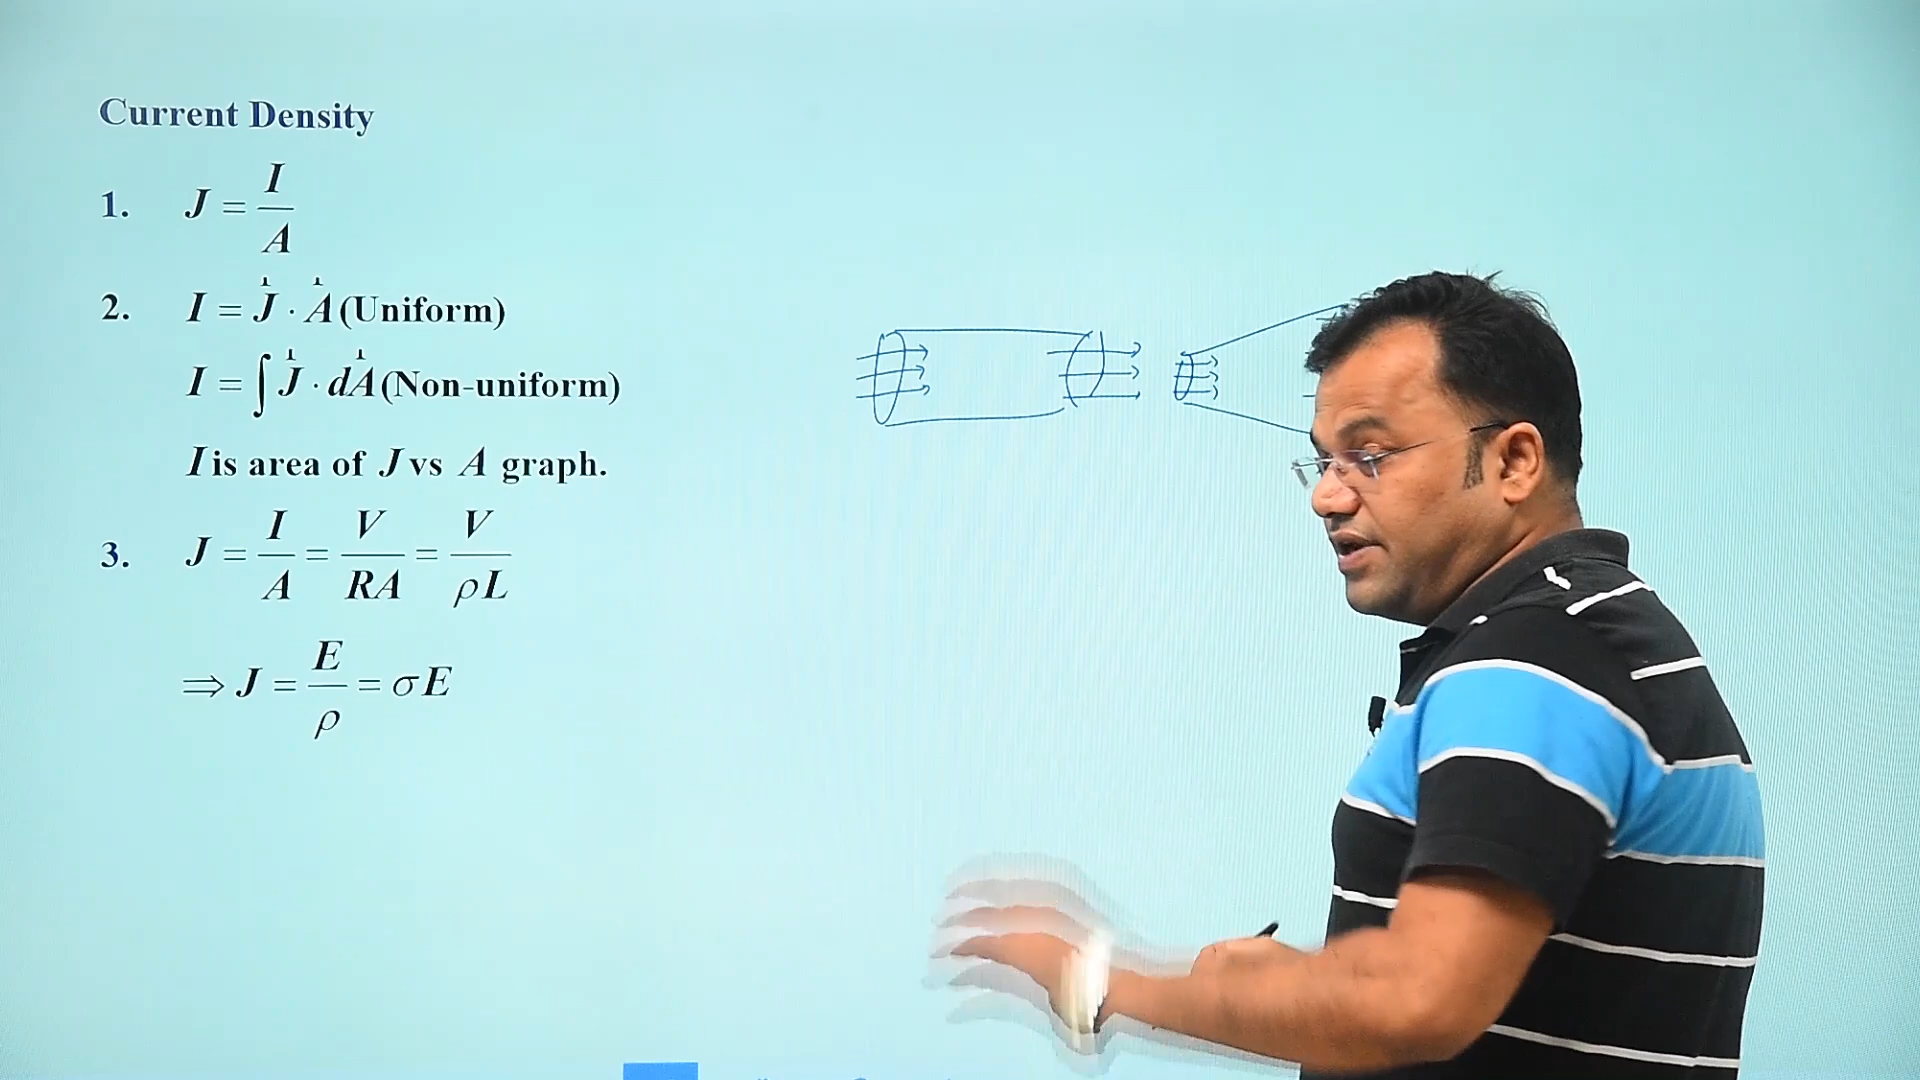 Current Density
1. J = I / A
2. I = J · A (Uniform)
I = ∫ J · dA (Non-uniform)
I is area of J vs A graph.
3. J = I / A = V / RA = V / ρL
⇒ J = E / ρ = σE